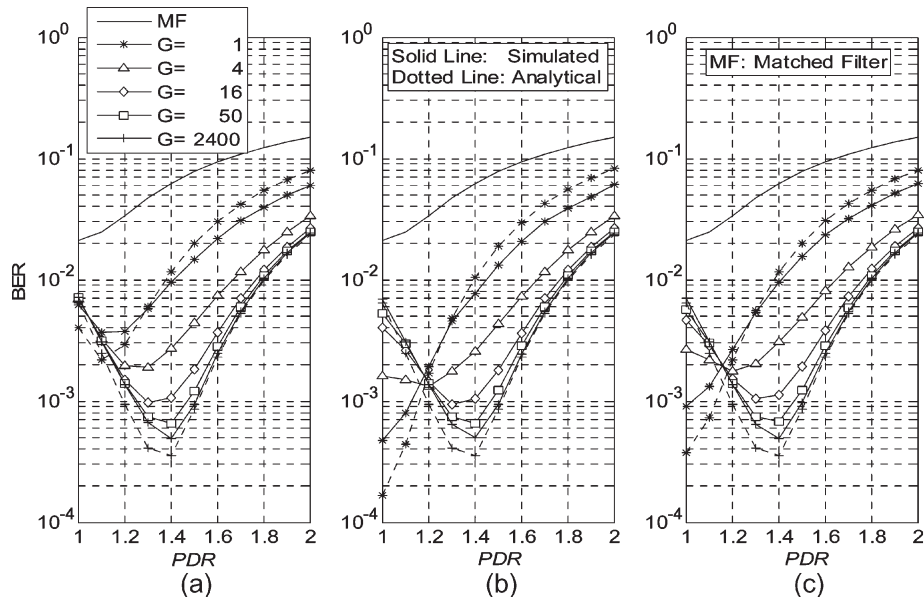 MF
G= 1
G= 4
G= 16
G= 50
G= 2400
Solid Line: Simulated
Dotted Line: Analytical
MF: Matched Filter
BER
10^0
10^-1
10^-2
10^-3
10^-4
1 1.2 1.4 1.6 1.8 2
PDR
(a)
10^0
10^-1
10^-2
10^-3
10^-4
1 1.2 1.4 1.6 1.8 2
PDR
(b)
10^0
10^-1
10^-2
10^-3
10^-4
1 1.2 1.4 1.6 1.8 2
PDR
(c)